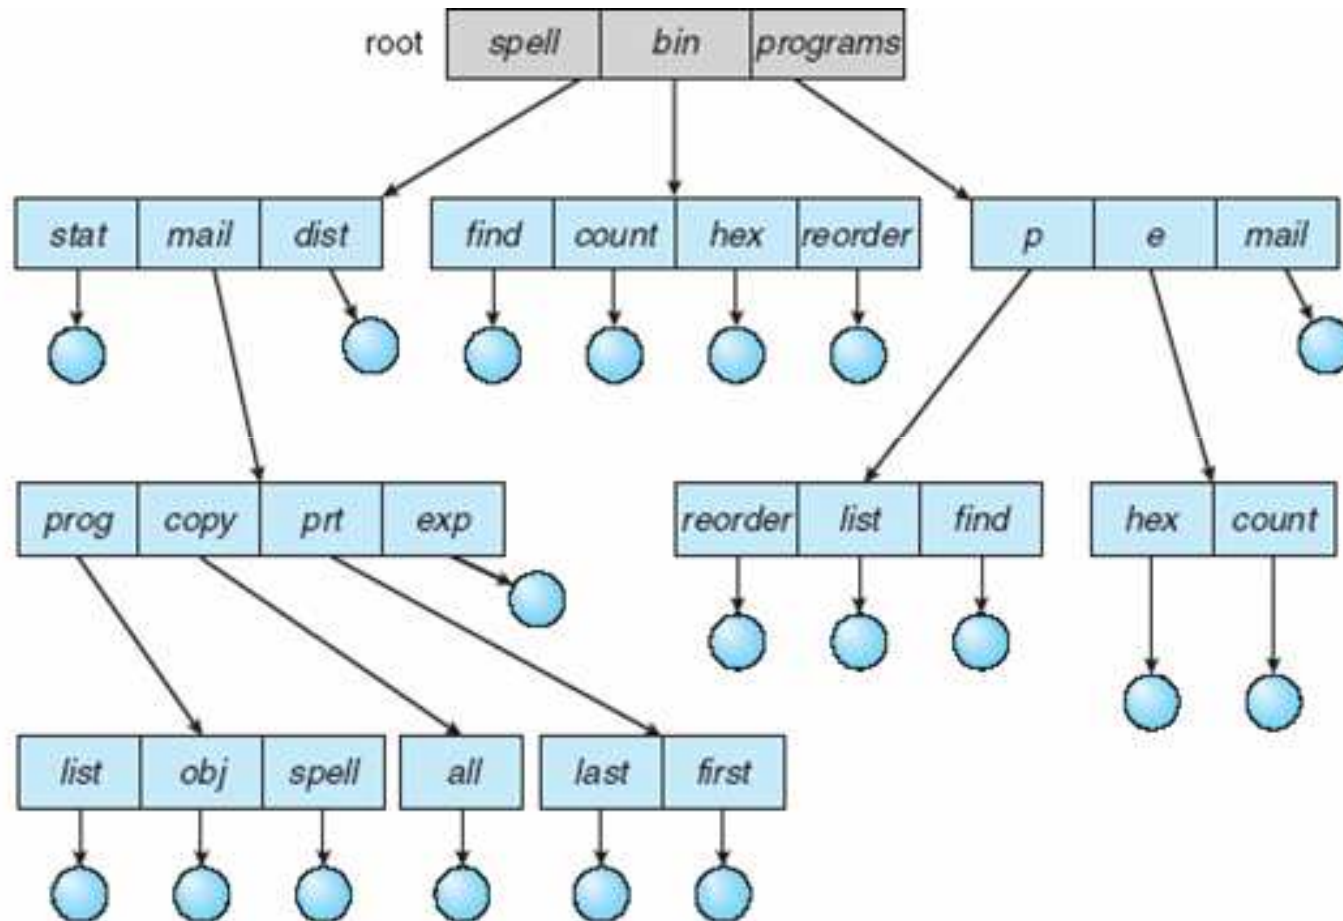 root spell bin programs
stat mail dist find count hex reorder p e mail
prog copy prt exp reorder list find hex count
list obj spell all last first